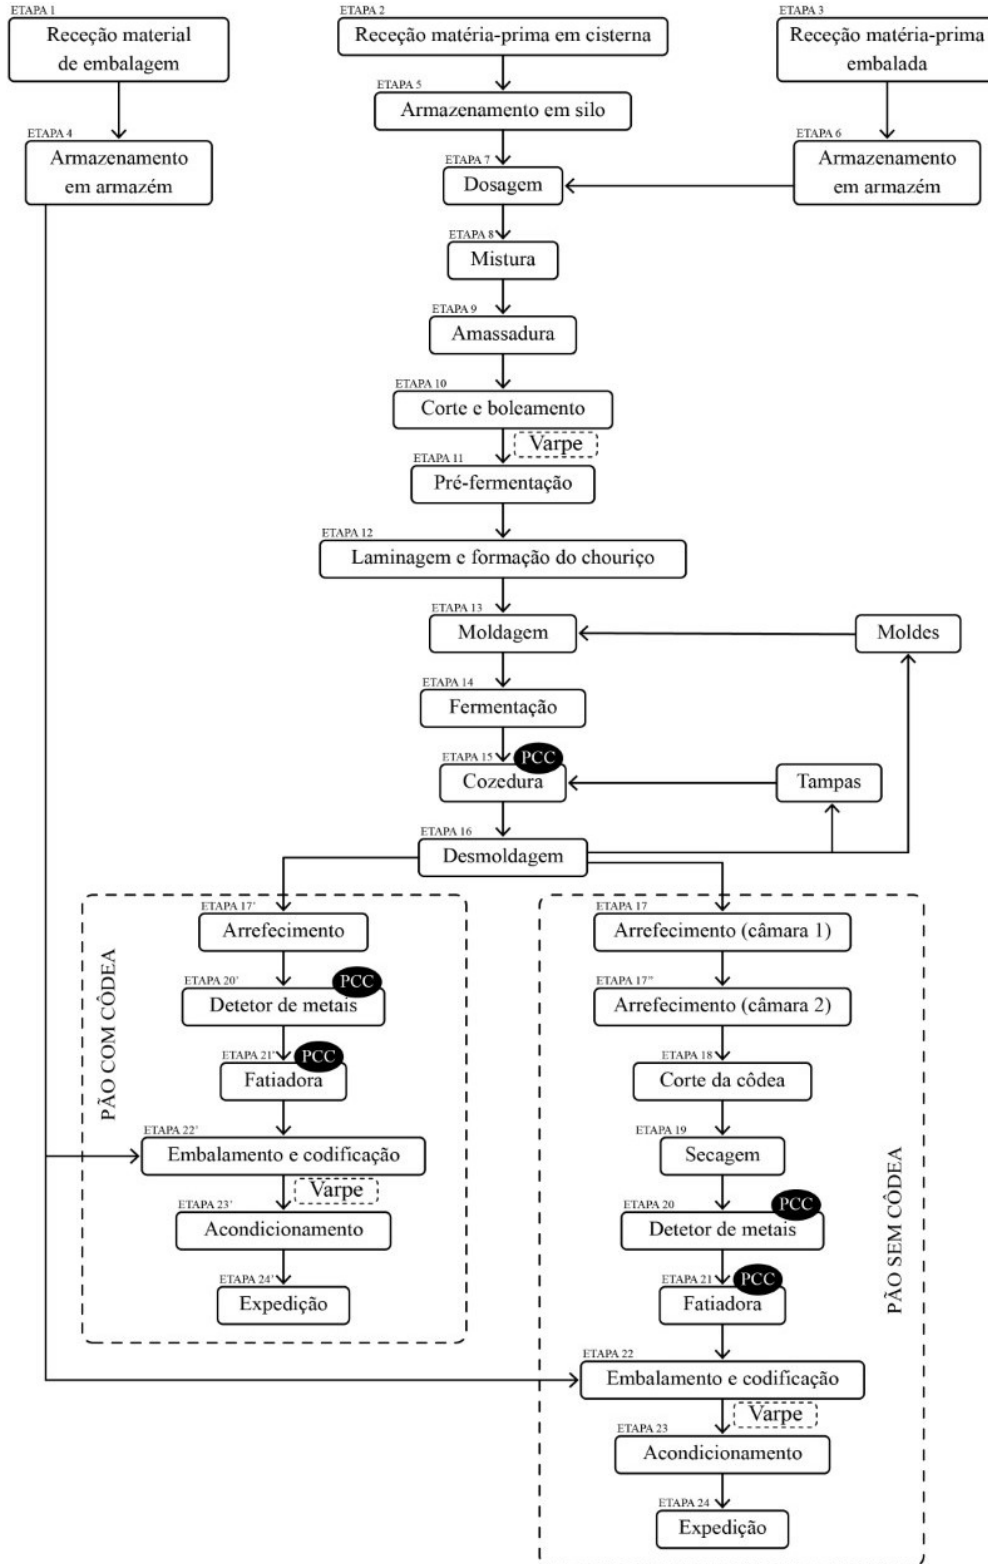 ETAPA 1
Receção material
de embalagem
ETAPA 2
Receção matéria-prima em cisterna
ETAPA 3
Receção matéria-prima
embalada
ETAPA 4
Armazenamento
em armazém
ETAPA 5
Armazenamento em silo
ETAPA 6
Armazenamento
em armazém
ETAPA 7
Dosagem
ETAPA 8
Mistura
ETAPA 9
Amassadura
ETAPA 10
Corte e boleamento
Varpe
ETAPA 11
Pré-fermentação
ETAPA 12
Laminagem e formação do chouriço
ETAPA 13
Moldagem
Moldes
ETAPA 14
Fermentação
ETAPA 15
PCC
Cozedura
Tampas
ETAPA 16
Desmoldagem
PÃO COM CÔDEA
ETAPA 17'
Arrefecimento
ETAPA 20'
PCC
Detetor de metais
ETAPA 21'
PCC
Fatiadora
ETAPA 22'
Embalamento e codificação
Varpe
ETAPA 23'
Acondicionamento
ETAPA 24'
Expedição
PÃO SEM CÔDEA
ETAPA 17
Arrefecimento (câmara 1)
ETAPA 17"
Arrefecimento (câmara 2)
ETAPA 18
Corte da côdea
ETAPA 19
Secagem
ETAPA 20
PCC
Detetor de metais
ETAPA 21
PCC
Fatiadora
ETAPA 22
Embalamento e codificação
Varpe
ETAPA 23
Acondicionamento
ETAPA 24
Expedição